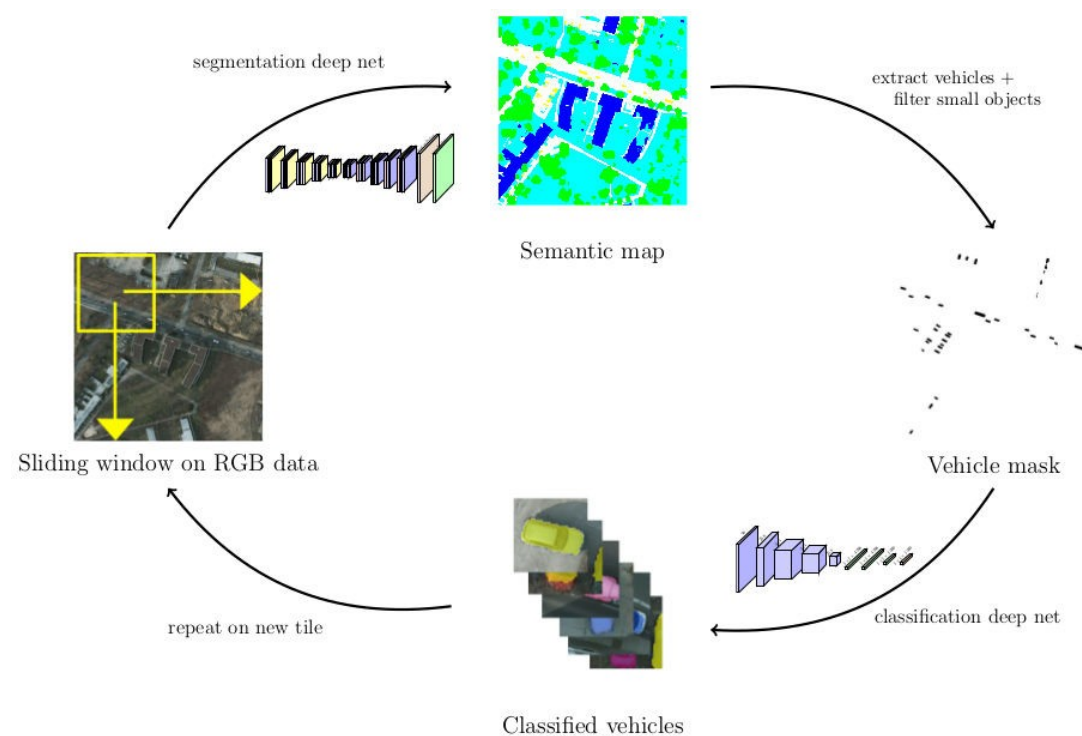 segmentation deep net
extract vehicles +
filter small objects
Semantic map
Sliding window on RGB data
Vehicle mask
classification deep net
repeat on new tile
Classified vehicles